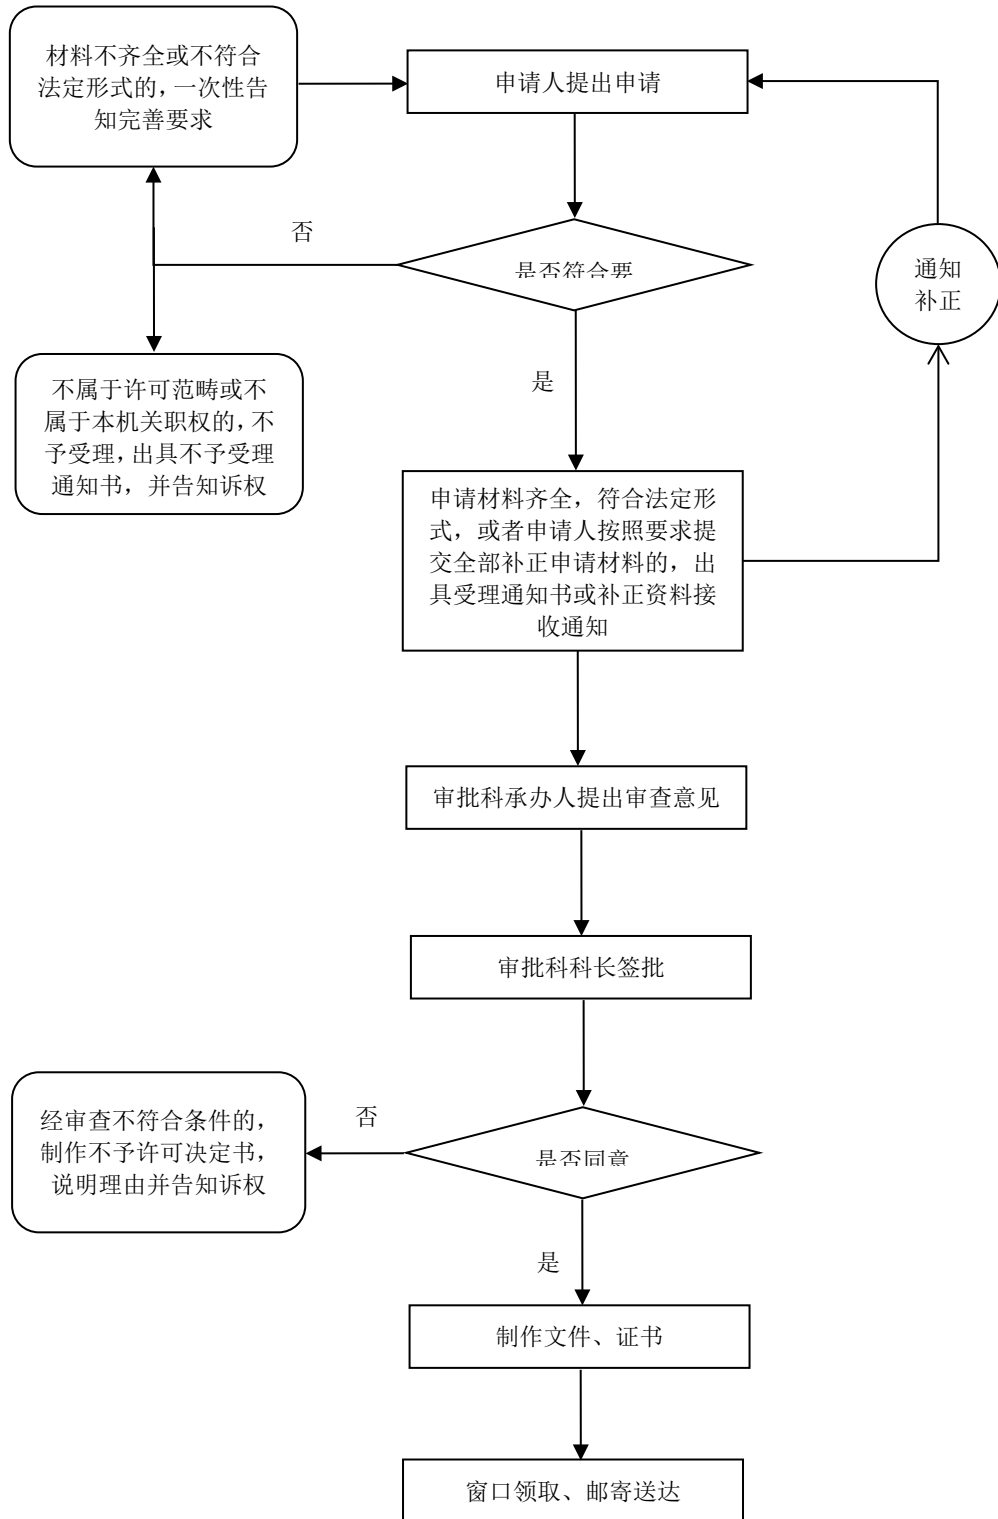 材料不齐全或不符合
法定形式的，一次性告
知完善要求
申请人提出申请
否
是否符合要
通知
补正
是
不属于许可范畴或不
属于本机关职权的，不
予受理，出具不予受理
通知书，并告知诉权
申请材料齐全，符合法定形
式，或者申请人按照要求提
交全部补正申请材料的，出
具受理通知书或补正资料接
收通知
审批科承办人提出审查意见
审批科科长签批
经审查不符合条件的，
制作不予许可决定书，
说明理由并告知诉权
否
是否同意
是
制作文件、证书
窗口领取、邮寄送达